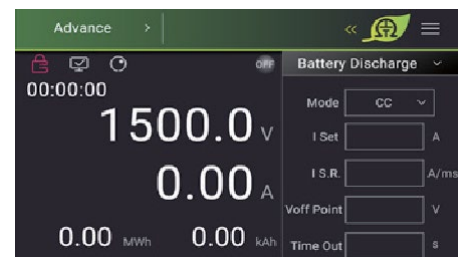 Advance >
«
OFF
Battery Discharge
00:00:00
Mode CC
1500.0 V
I Set A
0.00 A
I S.R. A/ms
Voff Point V
0.00 MWh 0.00 kAh
Time Out s